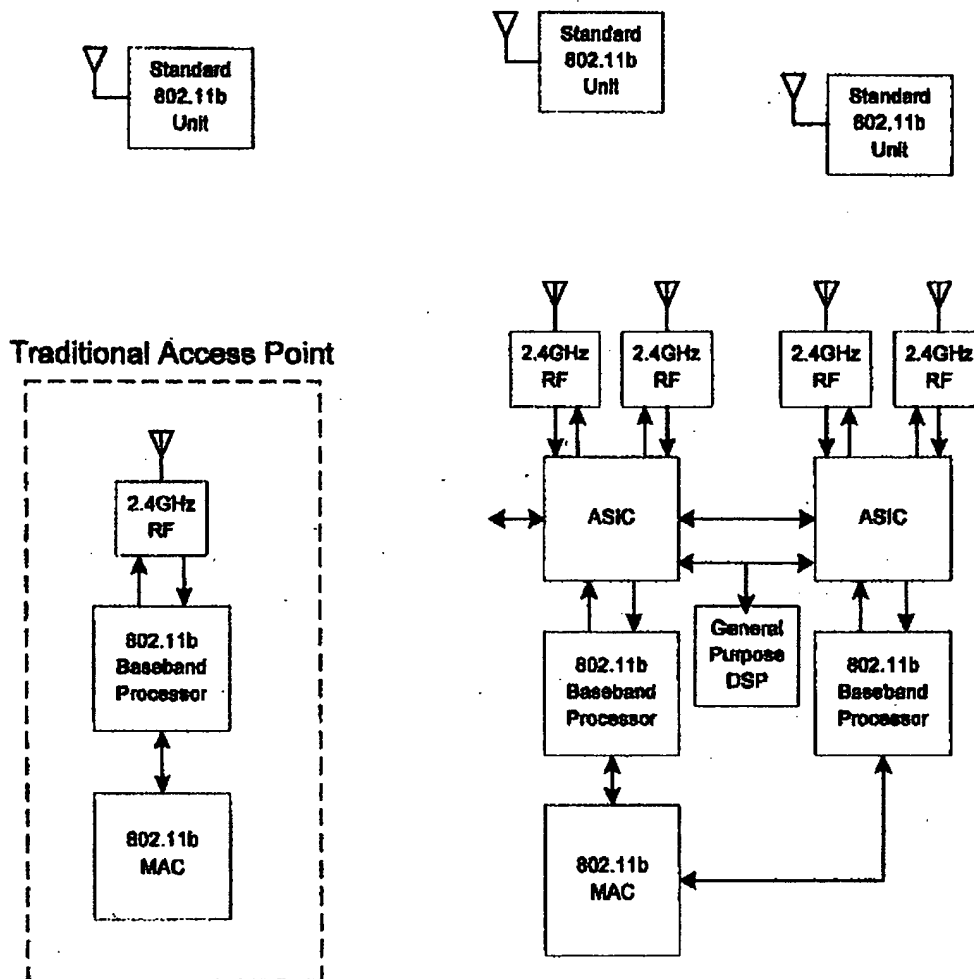 Standard
802.11b
Unit
Standard
802.11b
Unit
Standard
802.11b
Unit
Traditional Access Point
2.4GHz
RF
802.11b
Baseband
Processor
802.11b
MAC
2.4GHz
RF
2.4GHz
RF
2.4GHz
RF
2.4GHz
RF
ASIC
ASIC
802.11b
Baseband
Processor
General
Purpose
DSP
802.11b
Baseband
Processor
802.11b
MAC